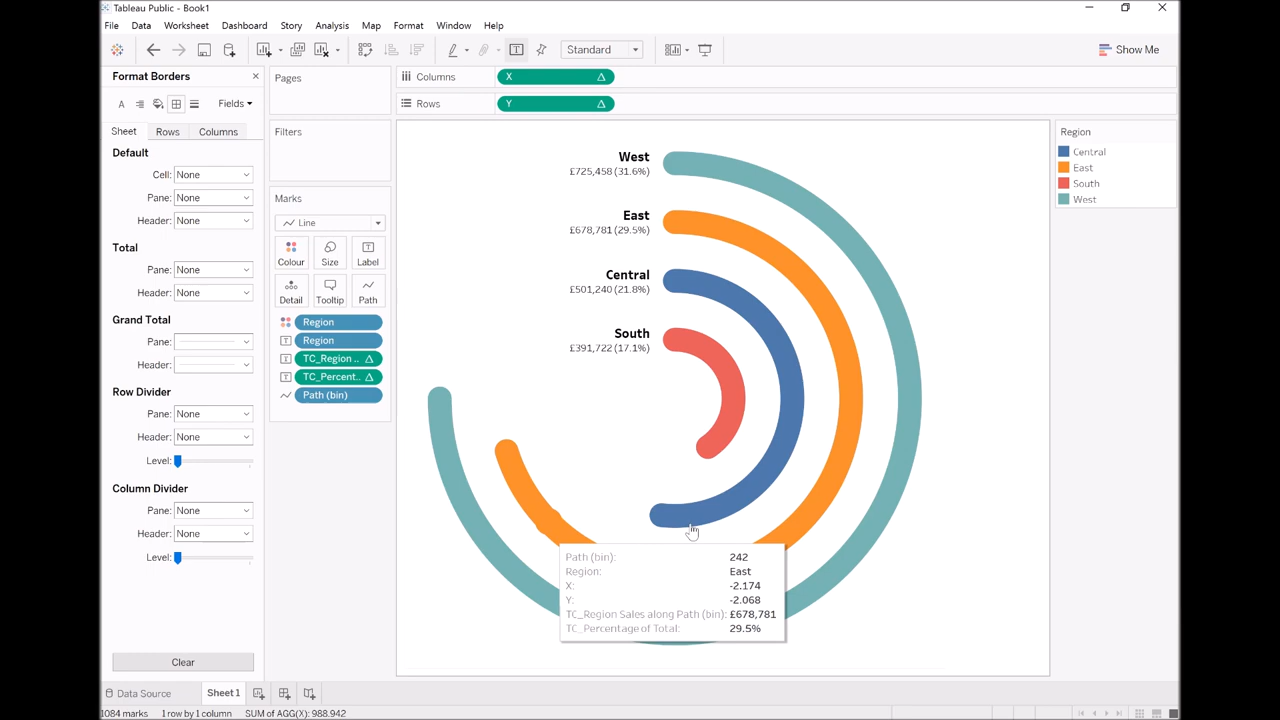 Tableau Public - Book1
File Data Worksheet Dashboard Story Analysis Map Format Window Help
Standard
Show Me
Format Borders
Fields
Sheet Rows Columns
Default
Cell: None
Pane: None
Header: None
Total
Pane: None
Header: None
Grand Total
Pane:
Header:
Row Divider
Pane: None
Header: None
Level:
Column Divider
Pane: None
Header: None
Level:
Clear
Pages
Filters
Marks
Line
Colour Size Label
Detail Tooltip Path
Region
Region
TC_Region ..
TC_Percent..
Path (bin)
Columns X
Rows Y
West
£725,458 (31.6%)
East
£678,781 (29.5%)
Central
£501,240 (21.8%)
South
£391,722 (17.1%)
Path (bin): 242
Region: East
X: -2.174
Y: -2.068
TC_Region Sales along Path (bin): £678,781
TC_Percentage of Total: 29.5%
Region
Central
East
South
West
Data Source Sheet 1
1084 marks 1 row by 1 column SUM of AGG(X): 988.942